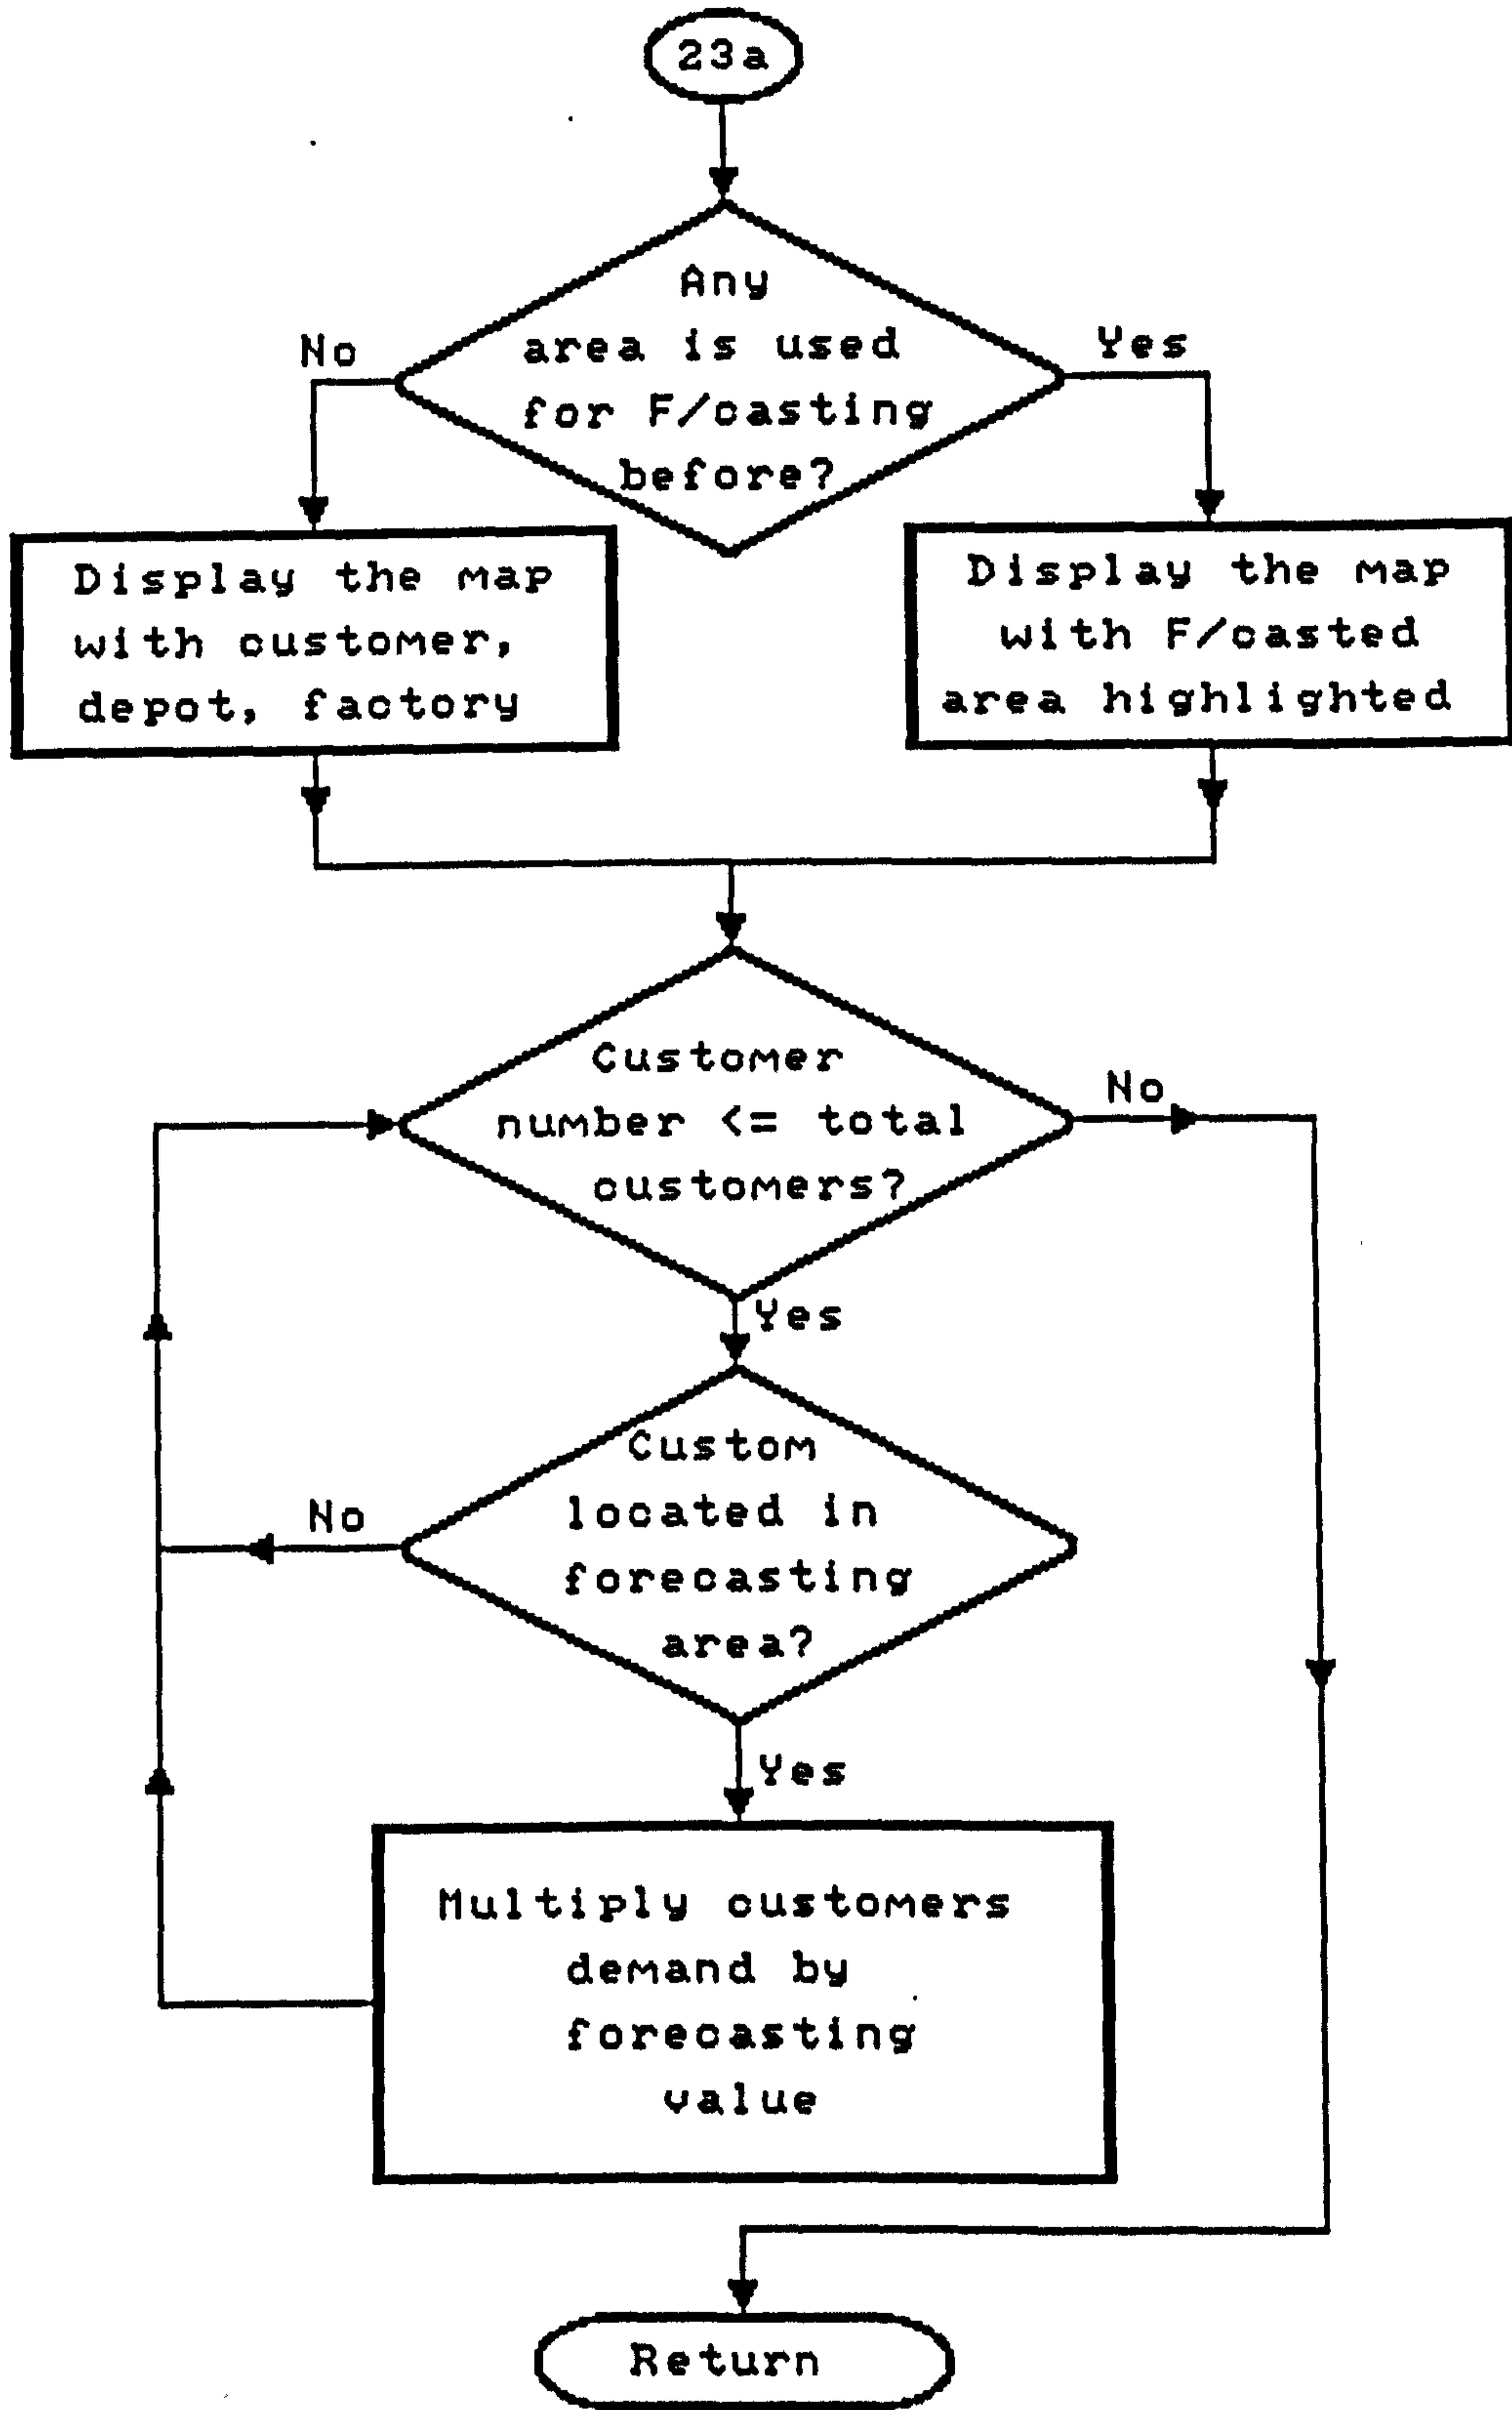 23a
Any
area is used
for F/casting
before?
No
Yes
Display the map
with customer,
depot, factory
Display the map
with F/casted
area highlighted
Customer
number <= total
customers?
No
Yes
Custom
located in
forecasting
area?
No
Yes
Multiply customers
demand by
forecasting
value
Return